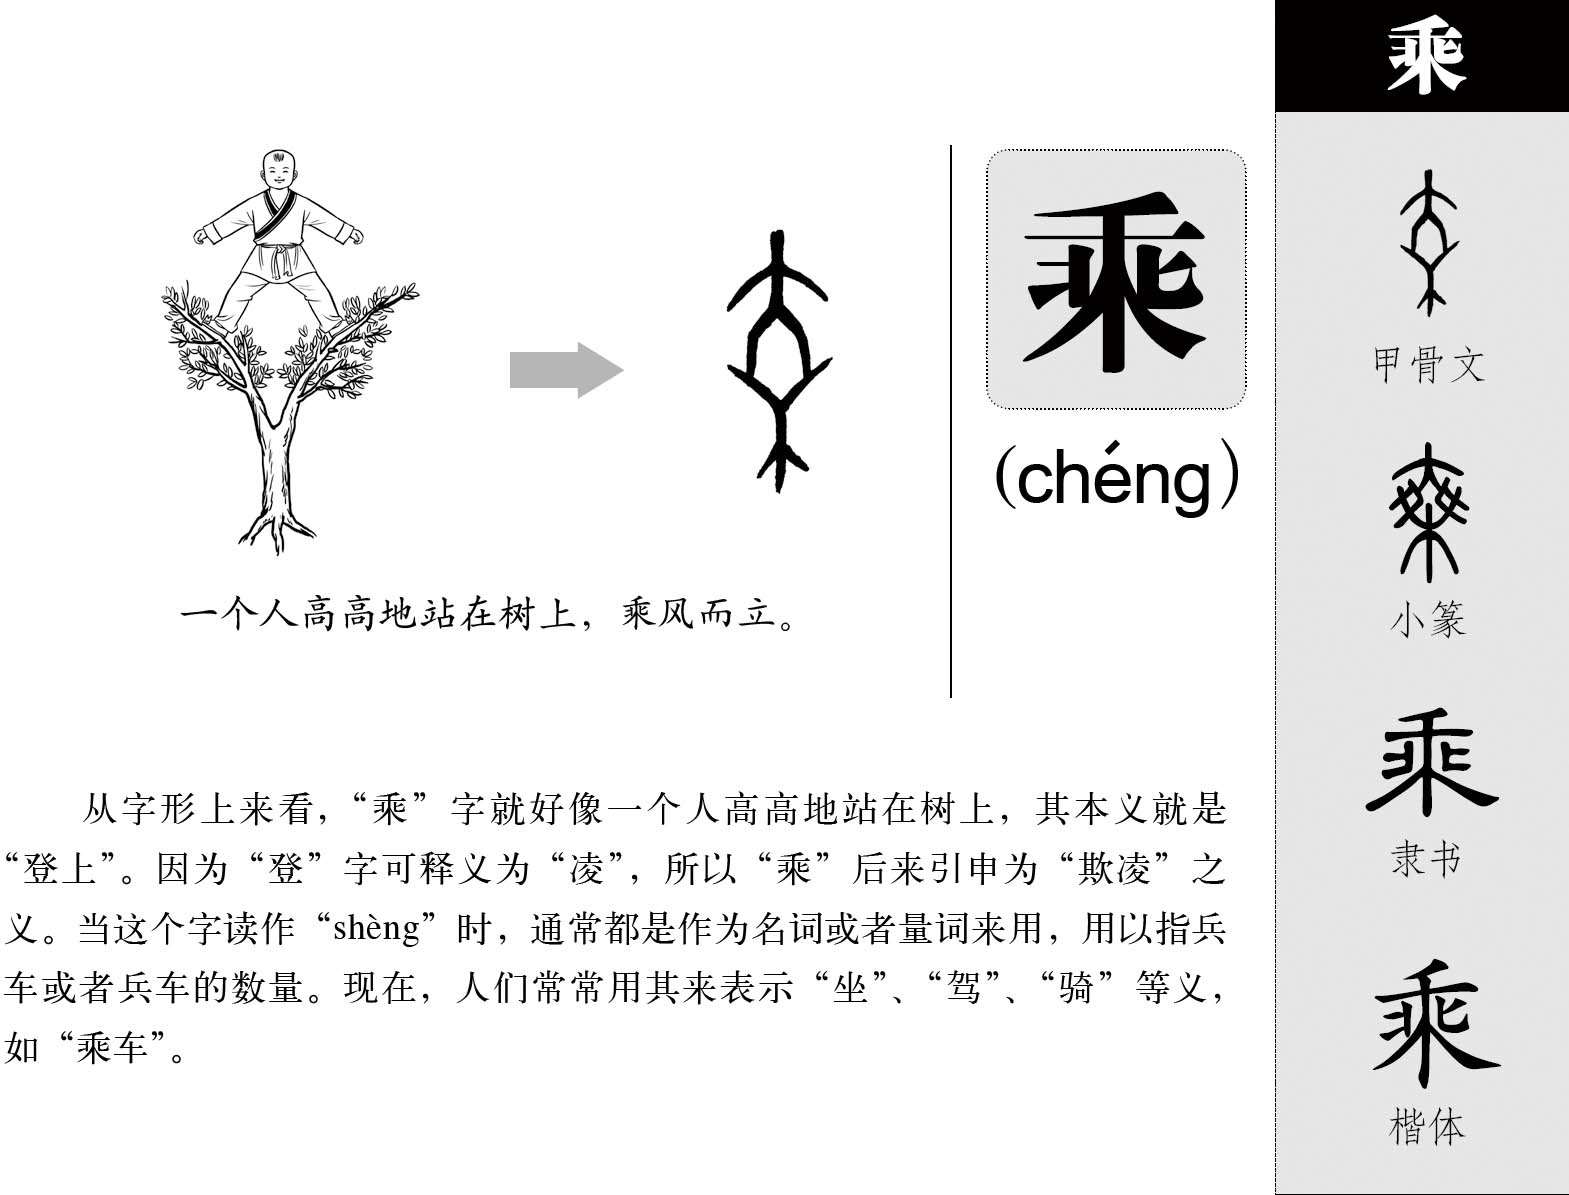 乘
乘
(chéng)
一个人高高地站在树上，乘风而立。
从字形上来看，“乘”字就好像一个人高高地站在树上，其本义就是
“登上”。因为“登”字可释义为“凌”，所以“乘”后来引申为“欺凌”之
义。当这个字读作“shèng”时，通常都是作为名词或者量词来用，用以指兵
车或者兵车的数量。现在，人们常常用其来表示“坐”、“驾”、“骑”等义，
如“乘车”。
甲骨文
小篆
乘
隶书
乘
楷体